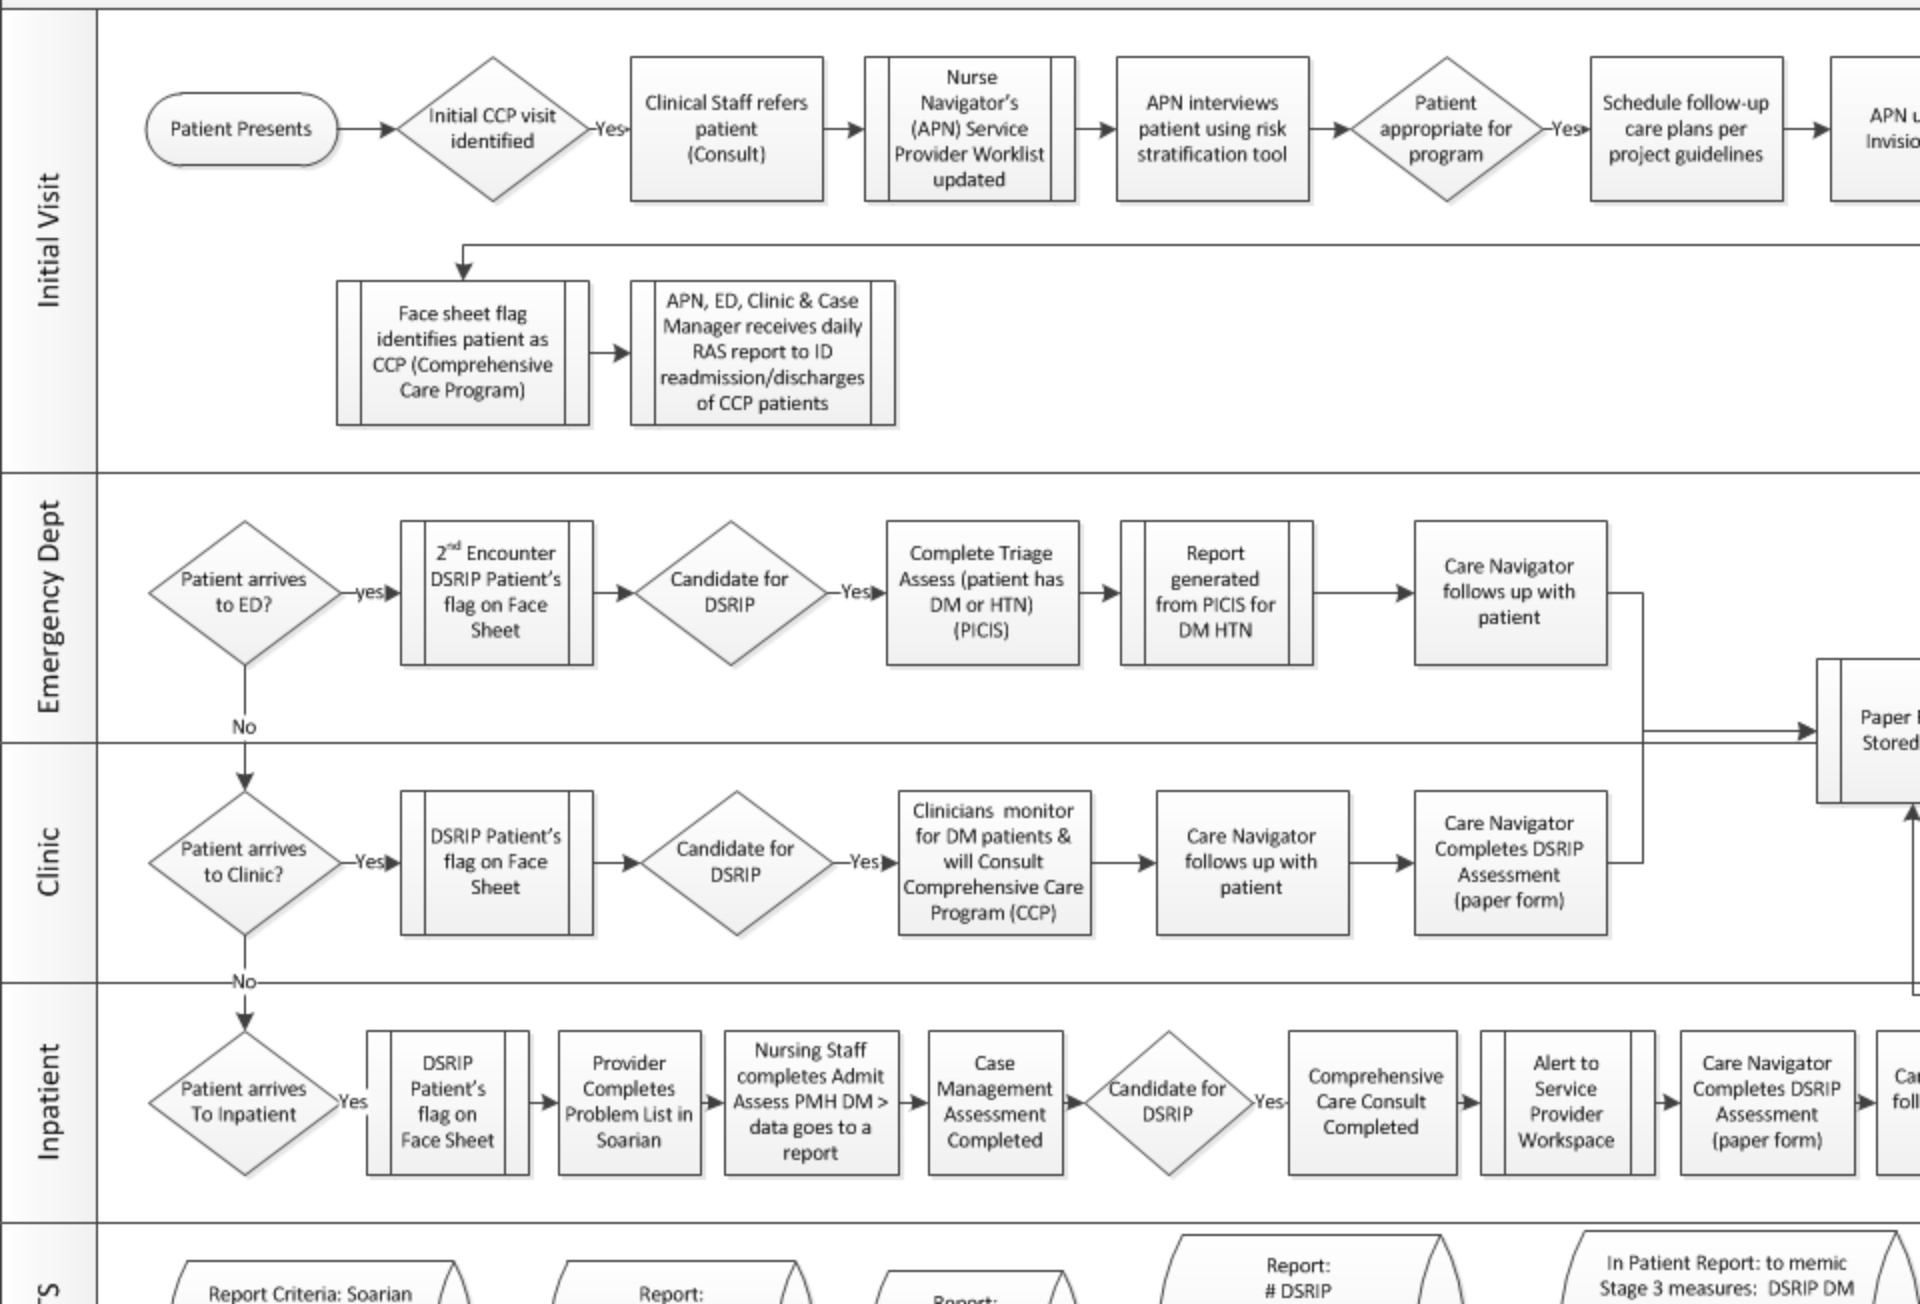 Initial Visit
Patient Presents
Initial CCP visit
identified
Yes
Clinical Staff refers
patient
(Consult)
Nurse
Navigator's
(APN) Service
Provider Worklist
updated
APN interviews
patient using risk
stratification tool
Patient
appropriate for
program
Yes
Schedule follow-up
care plans per
project guidelines
APN
Face sheet flag
identifies patient as
CCP (Comprehensive
Care Program)
APN, ED, Clinic & Case
Manager receives daily
RAS report to ID
readmission/discharges
of CCP patients
Emergency Dept
Patient arrives
to ED?
yes
No
2nd Encounter
DSRIP Patient's
flag on Face
Sheet
Candidate for
DSRIP
Yes
Complete Triage
Assess (patient has
DM or HTN)
(PICIS)
Report
generated
from PICIS for
DM HTN
Care Navigator
follows up with
patient
Paper
Stored
Clinic
Patient arrives
to Clinic?
Yes
No
DSRIP Patient's
flag on Face
Sheet
Candidate for
DSRIP
Yes
Clinicians monitor
for DM patients &
will Consult
Comprehensive Care
Program (CCP)
Care Navigator
follows up with
patient
Care Navigator
Completes DSRIP
Assessment
(paper form)
Inpatient
Patient arrives
To Inpatient
Yes
DSRIP
Patient's
flag on
Face Sheet
Provider
Completes
Problem List in
Soarian
Nursing Staff
completes Admit
Assess PMH DM >
data goes to a
report
Case
Management
Assessment
Completed
Candidate for
DSRIP
Yes
Comprehensive
Care Consult
Completed
Alert to
Service
Provider
Workspace
Care Navigator
Completes DSRIP
Assessment
(paper form)
Report Criteria: Soarian
Report:
Report:
Report:
# DSRIP
In Patient Report: to memic
Stage 3 measures: DSRIP DM